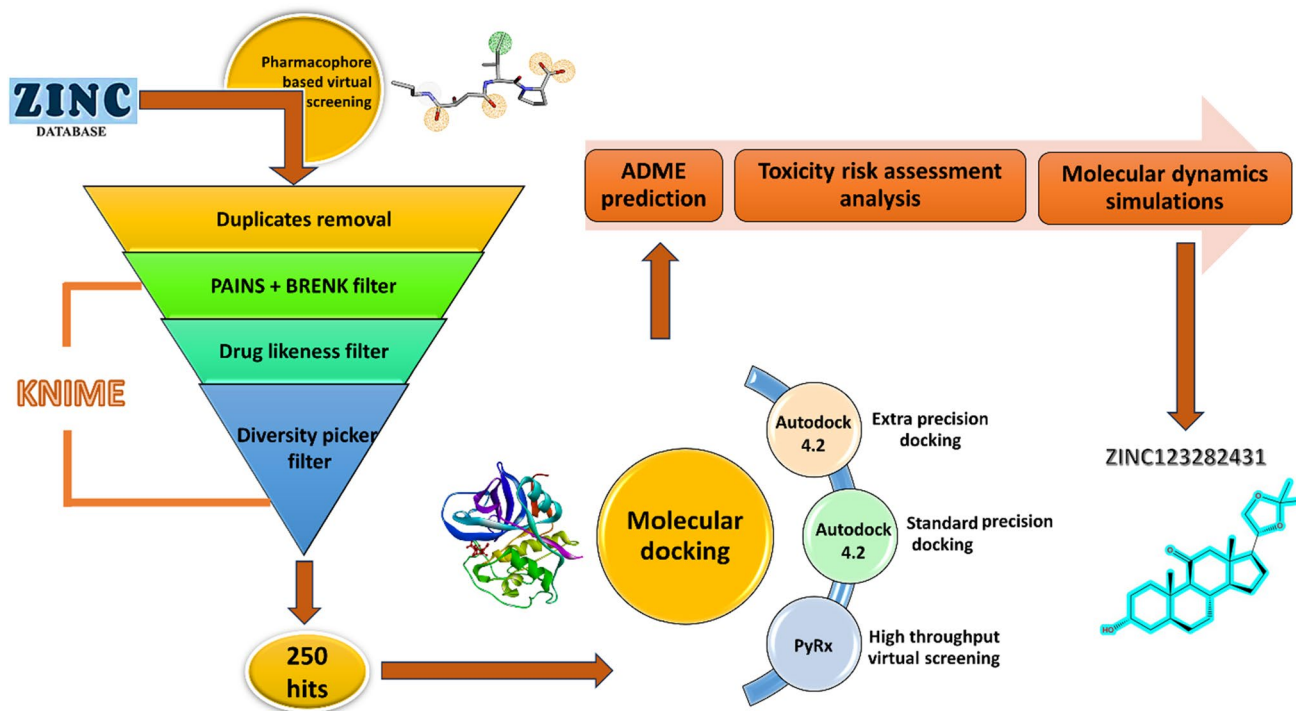 ZINC
DATABASE
Pharmacophore
based virtual
screening
Duplicates removal
PAINS + BRENK filter
Drug likeness filter
Diversity picker
filter
KNIME
250
hits
Molecular
docking
Autodock
4.2
Extra precision
docking
Autodock
4.2
Standard precision
docking
PyRx
High throughput
virtual screening
ADME
prediction
Toxicity risk assessment
analysis
Molecular dynamics
simulations
ZINC123282431
O
O
O
HO